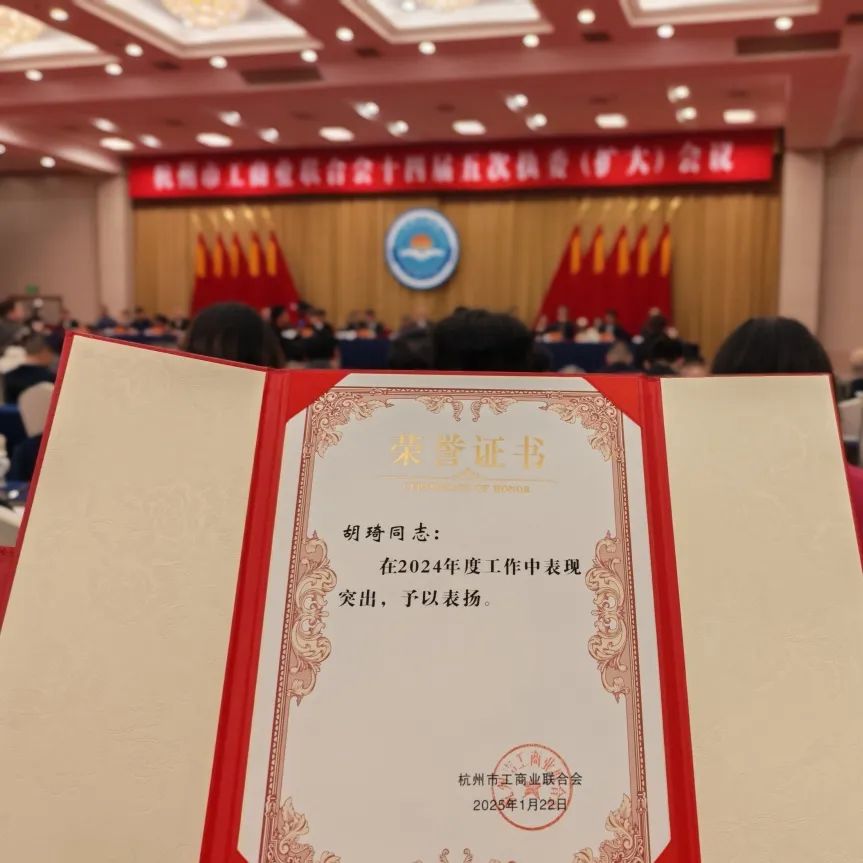 杭州市工商业联合会十四届五次执委（扩大）会议
荣誉证书
CERTIFICATE OF HONOR
胡琦同志：
在2024年度工作中表现
突出，予以表扬。
杭州市工商业联合会
2025年1月22日